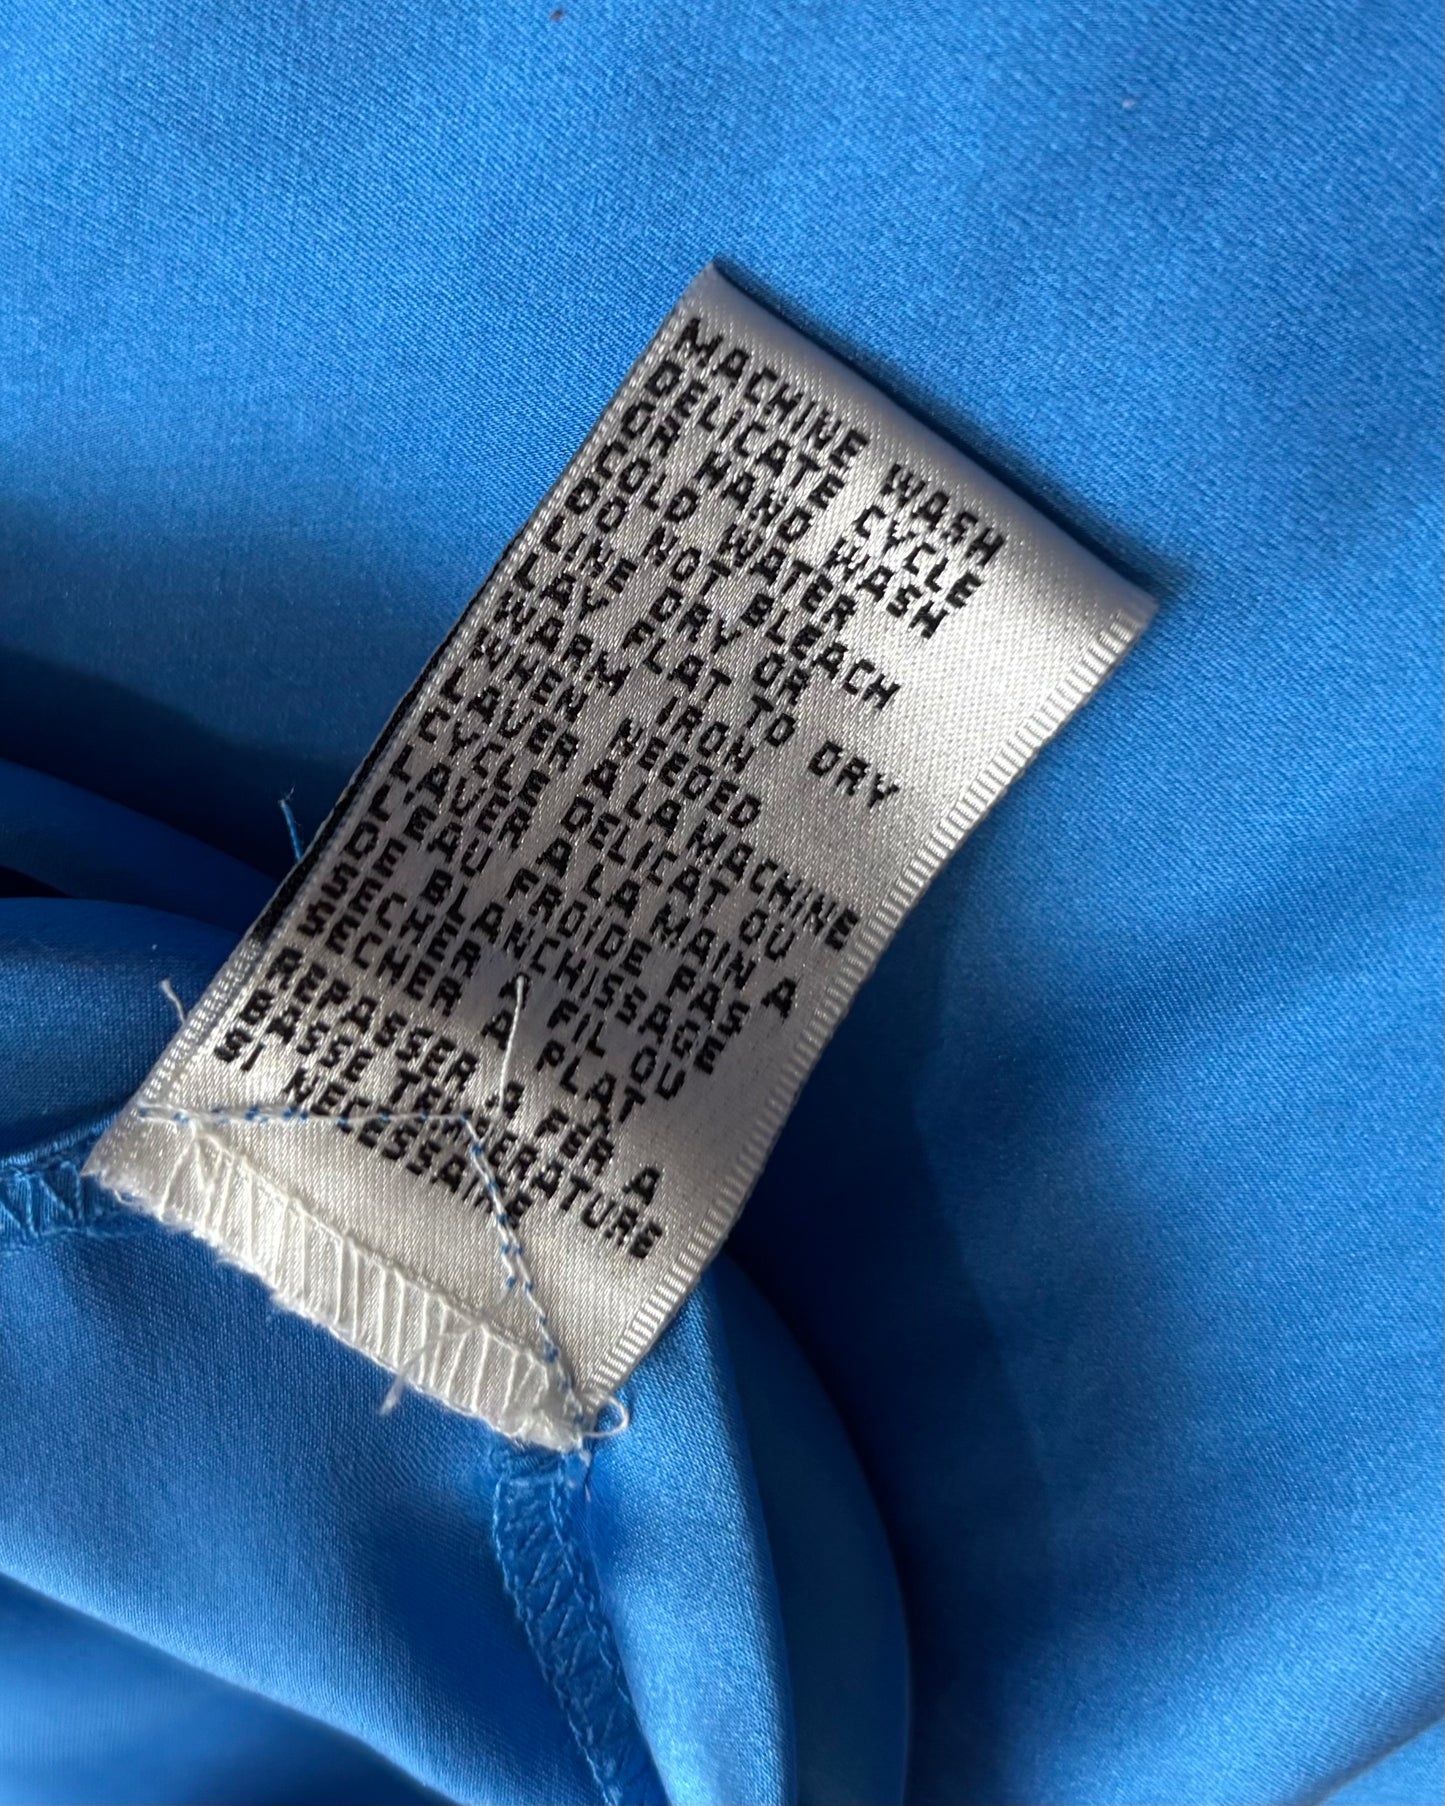 MACHINE WASH
DELICATE CYCLE
OR HAND WASH
COLD WATER
DO NOT BLEACH
LINE DRY OR
LAY FLAT TO DRY
WARM IRON
WHEN NEEDED
LAVER A LA MACHINE
CYCLE DELICAT OU
LAVER A LA MAIN A
L'EAU FROIDE PAS
DE BLANCHISSAGE
SECHER A FIL OU
SECHER A PLAT
REPASSER A FER A
BASSE TEMPERATURE
SI NECESSAIRE